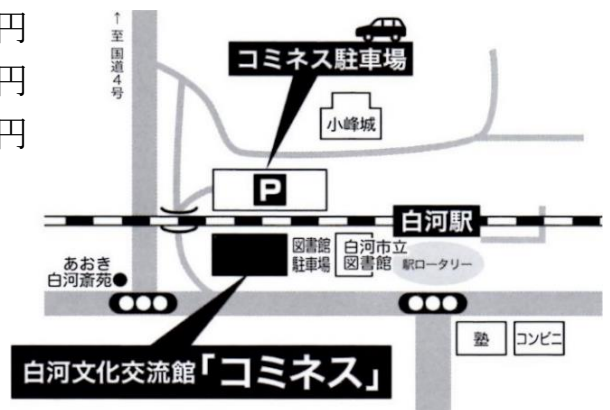 円
円
円
↑至国道4号
コミネス駐車場
小峰城
P
白河駅
図書館
駐車場
白河市立
図書館
駅ロータリー
あおき
白河斎苑
塾
コンビニ
白河文化交流館「コミネス」